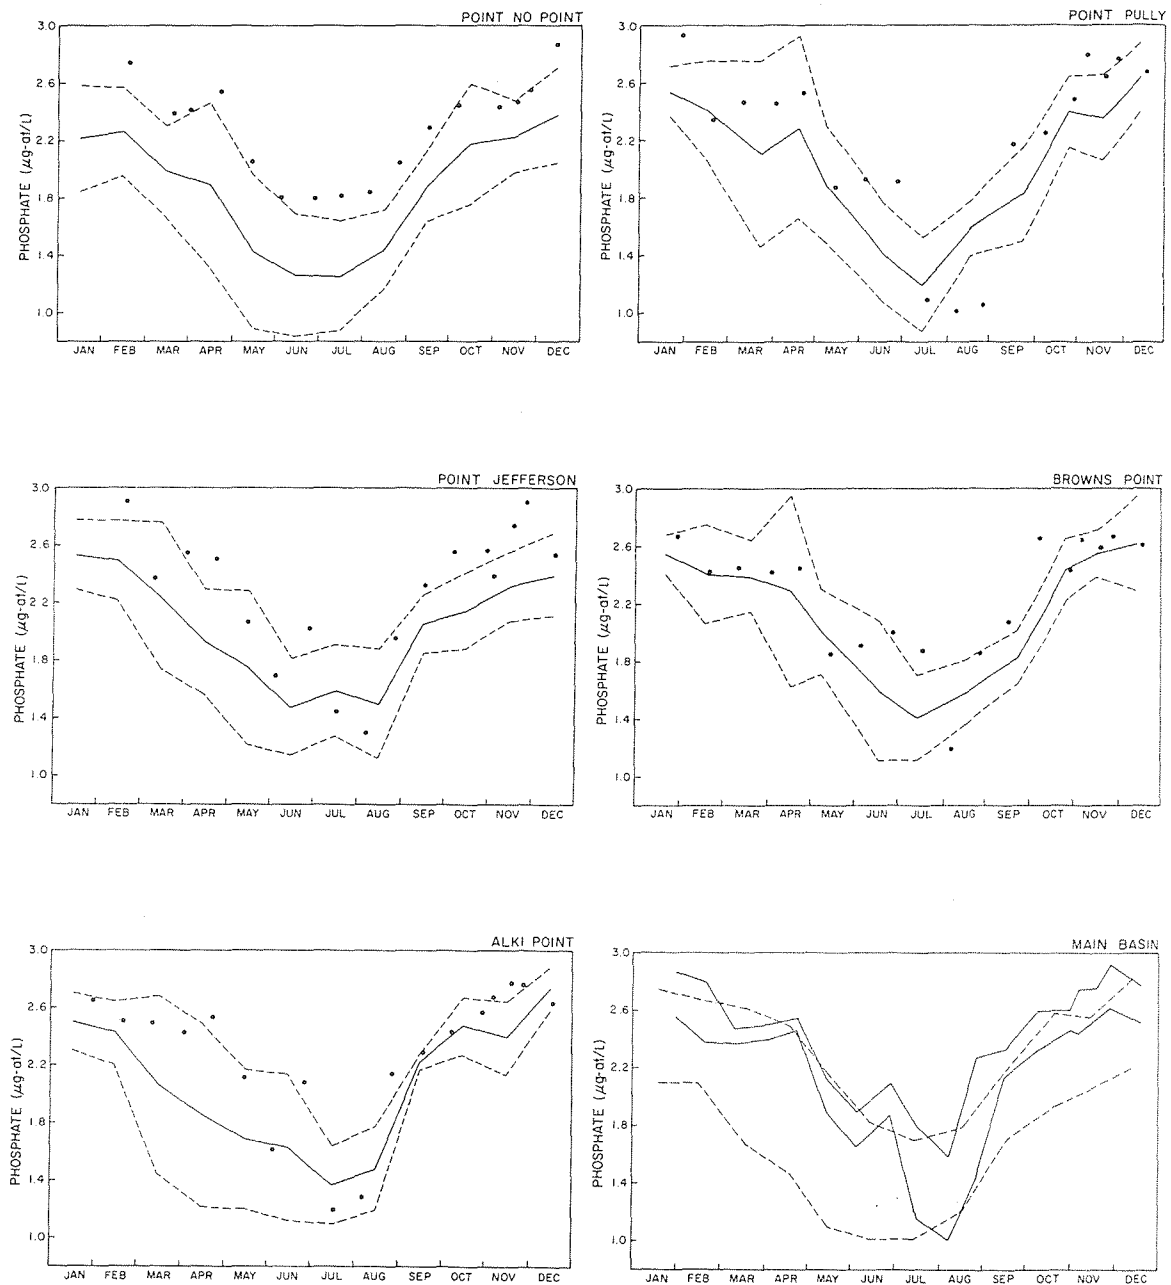 POINT NO POINT
3.0
2.6
2.2
1.8
1.4
1.0
PHOSPHATE (μg-at/L)
JAN FEB MAR APR MAY JUN JUL AUG SEP OCT NOV DEC
POINT PULLY
3.0
2.6
2.2
1.8
1.4
1.0
PHOSPHATE (μg-at/L)
JAN FEB MAR APR MAY JUN JUL AUG SEP OCT NOV DEC
POINT JEFFERSON
3.0
2.6
2.2
1.8
1.4
1.0
PHOSPHATE (μg-at/L)
JAN FEB MAR APR MAY JUN JUL AUG SEP OCT NOV DEC
BROWNS POINT
3.0
2.6
2.2
1.8
1.4
1.0
PHOSPHATE (μg-at/L)
JAN FEB MAR APR MAY JUN JUL AUG SEP OCT NOV DEC
ALKI POINT
3.0
2.6
2.2
1.8
1.4
1.0
PHOSPHATE (μg-at/L)
JAN FEB MAR APR MAY JUN JUL AUG SEP OCT NOV DEC
MAIN BASIN
3.0
2.6
2.2
1.8
1.4
1.0
PHOSPHATE (μg-at/L)
JAN FEB MAR APR MAY JUN JUL AUG SEP OCT NOV DEC